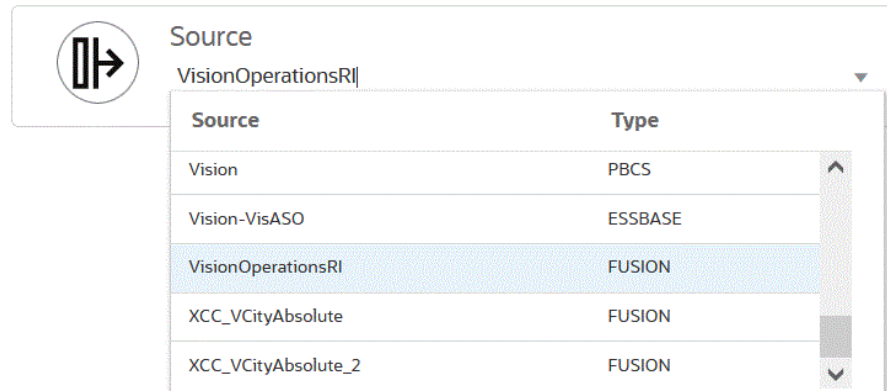 Source
VisionOperationsRI
Source Type
Vision PBCS
Vision-VisASO ESSBASE
VisionOperationsRI FUSION
XCC_VCityAbsolute FUSION
XCC_VCityAbsolute_2 FUSION